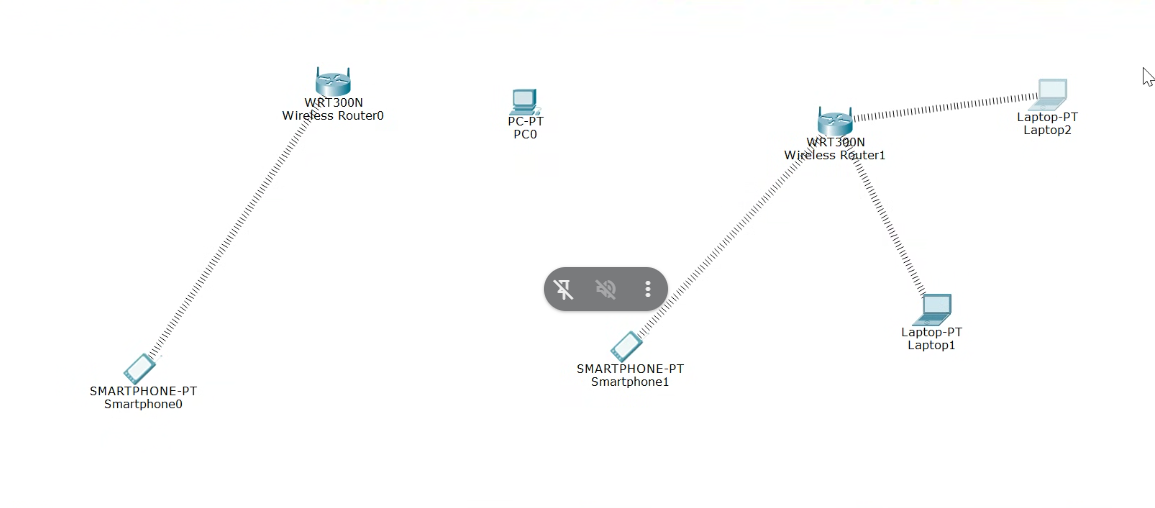 WRT300N
Wireless Router0
PC-PT
PC0
WRT300N
Wireless Router1
Laptop-PT
Laptop2
SMARTPHONE-PT
Smartphone0
SMARTPHONE-PT
Smartphone1
Laptop-PT
Laptop1